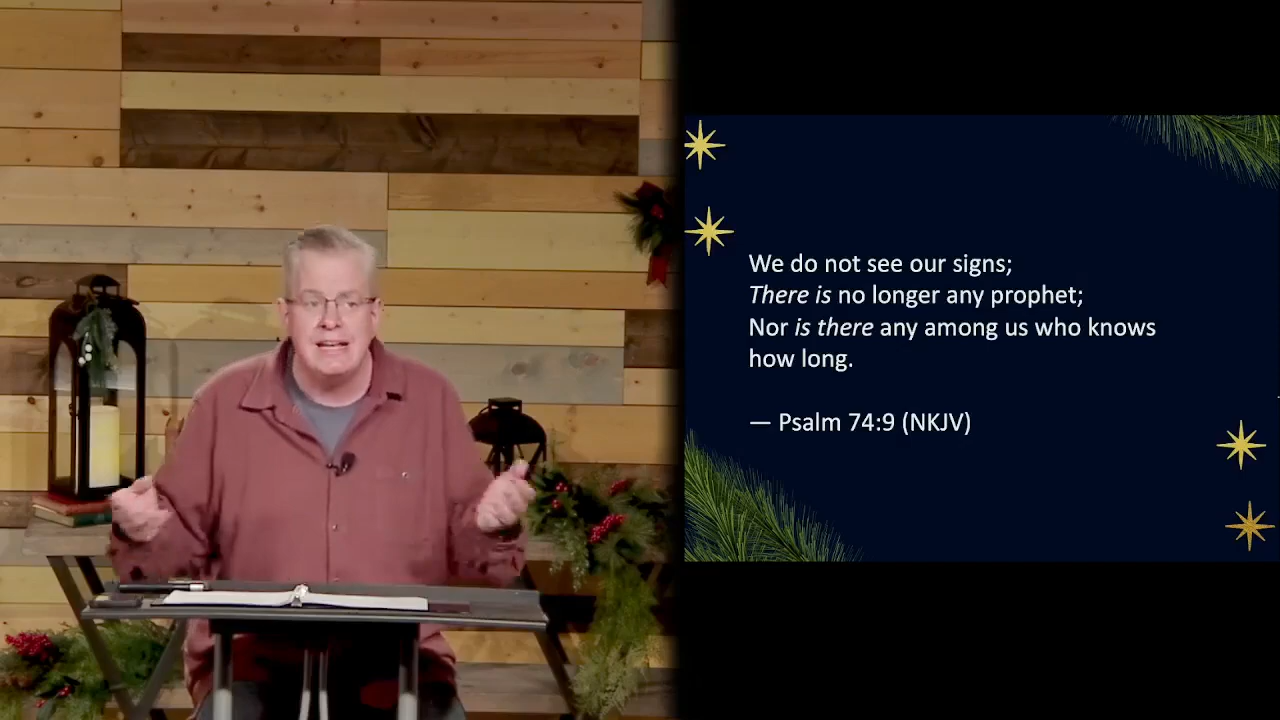 We do not see our signs;
There is no longer any prophet;
Nor is there any among us who knows
how long.
— Psalm 74:9 (NKJV)